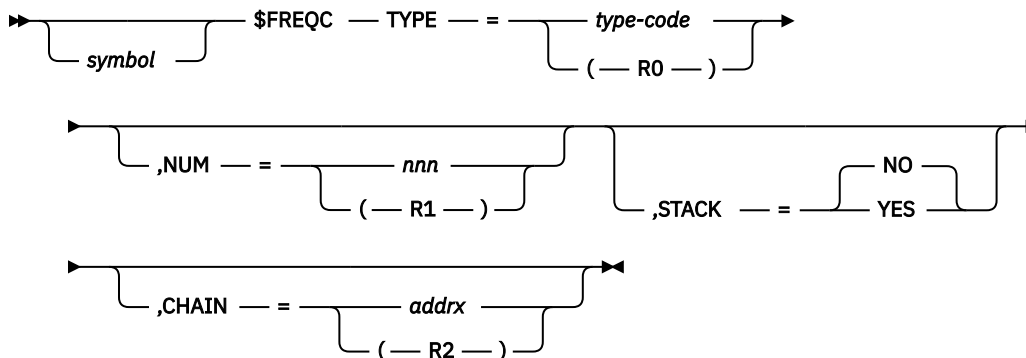 $FREQC TYPE = type-code
symbol ( R0 )
,NUM = nnn NO
( R1 ) ,STACK = YES
,CHAIN = addrx
( R2 )